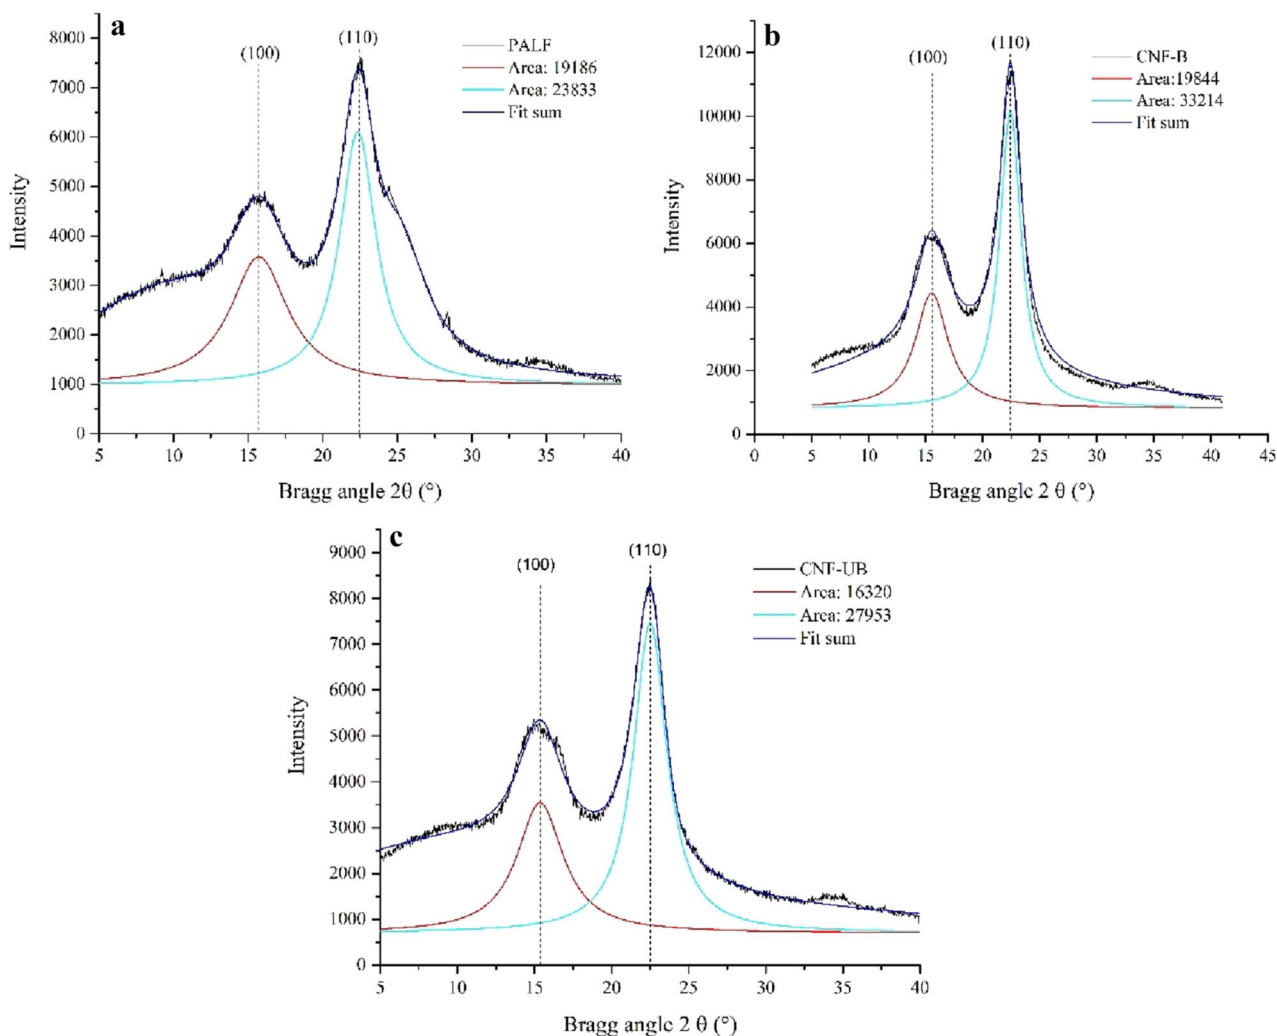 a
(100)
(110)
PALF
Area: 19186
Area: 23833
Fit sum
8000
7000
6000
5000
4000
3000
2000
1000
0
Intensity
5
10
15
20
25
30
35
40
Bragg angle 2θ (°)
b
(100)
(110)
CNF-B
Area:19844
Area: 33214
Fit sum
12000
10000
8000
6000
4000
2000
0
Intensity
0
5
10
15
20
25
30
35
40
45
Bragg angle 2 θ (°)
c
(100)
(110)
CNF-UB
Area: 16320
Area: 27953
Fit sum
9000
8000
7000
6000
5000
4000
3000
2000
1000
0
Intensity
5
10
15
20
25
30
35
40
Bragg angle 2 θ (°)